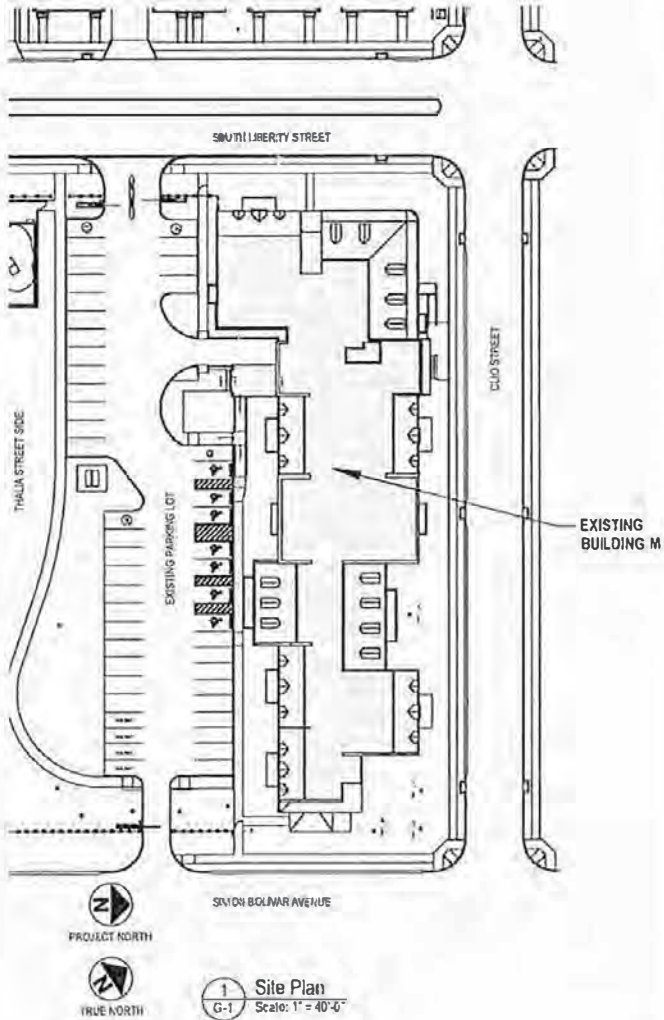 SOUTH LIBERTY STREET
CLIO STREET
THALIA STREET SIDE
EXISTING PARKING LOT
EXISTING
BUILDING M
SIMON BOLIVAR AVENUE
N
PROJECT NORTH
N
TRUE NORTH
1
G-1
Site Plan
Scale: 1" = 40'-0"